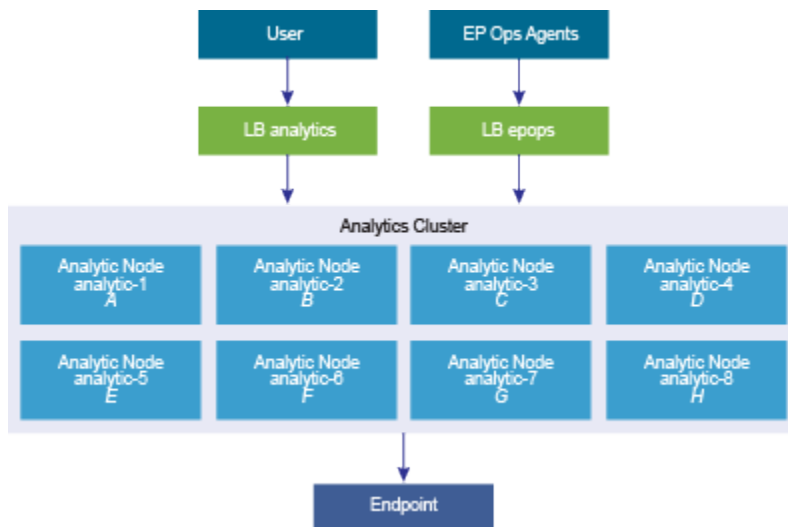 User
EP Ops Agents
LB analytics
LB epops
Analytics Cluster
Analytic Node
analytic-1
A
Analytic Node
analytic-2
B
Analytic Node
analytic-3
C
Analytic Node
analytic-4
D
Analytic Node
analytic-5
E
Analytic Node
analytic-6
F
Analytic Node
analytic-7
G
Analytic Node
analytic-8
H
Endpoint